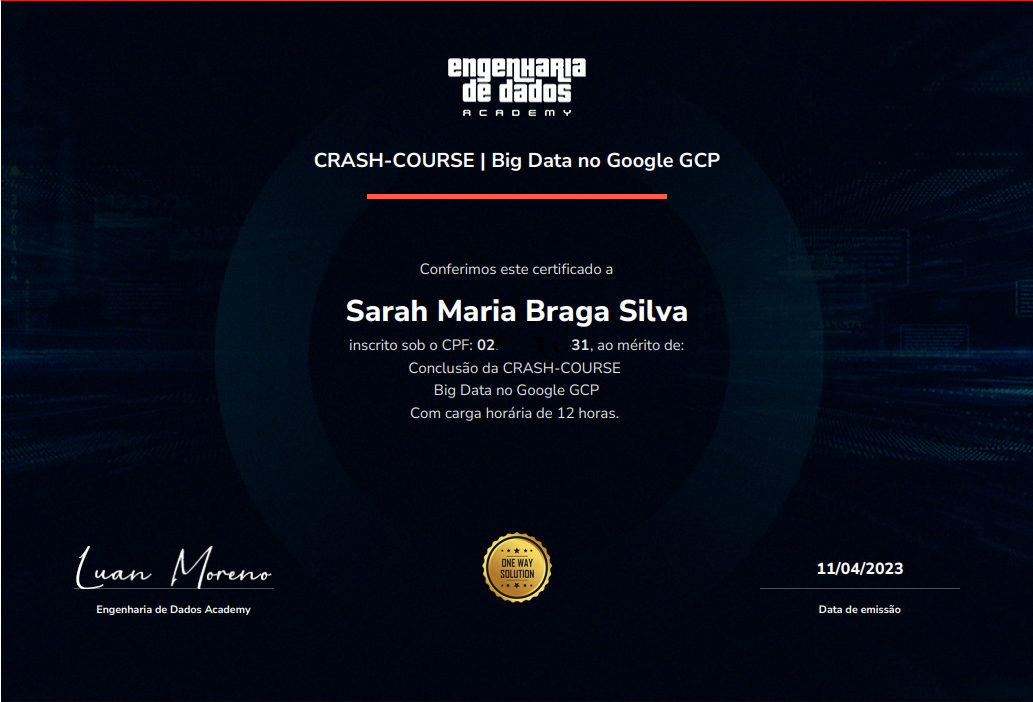 engenharia
de dados
ACADEMY
CRASH-COURSE | Big Data no Google GCP
Conferimos este certificado a
Sarah Maria Braga Silva
inscrito sob o CPF: 02. 31, ao mérito de:
Conclusão da CRASH-COURSE
Big Data no Google GCP
Com carga horária de 12 horas.
Luan Moreno
Engenharia de Dados Academy
ONE WAY
SOLUTION
11/04/2023
Data de emissão